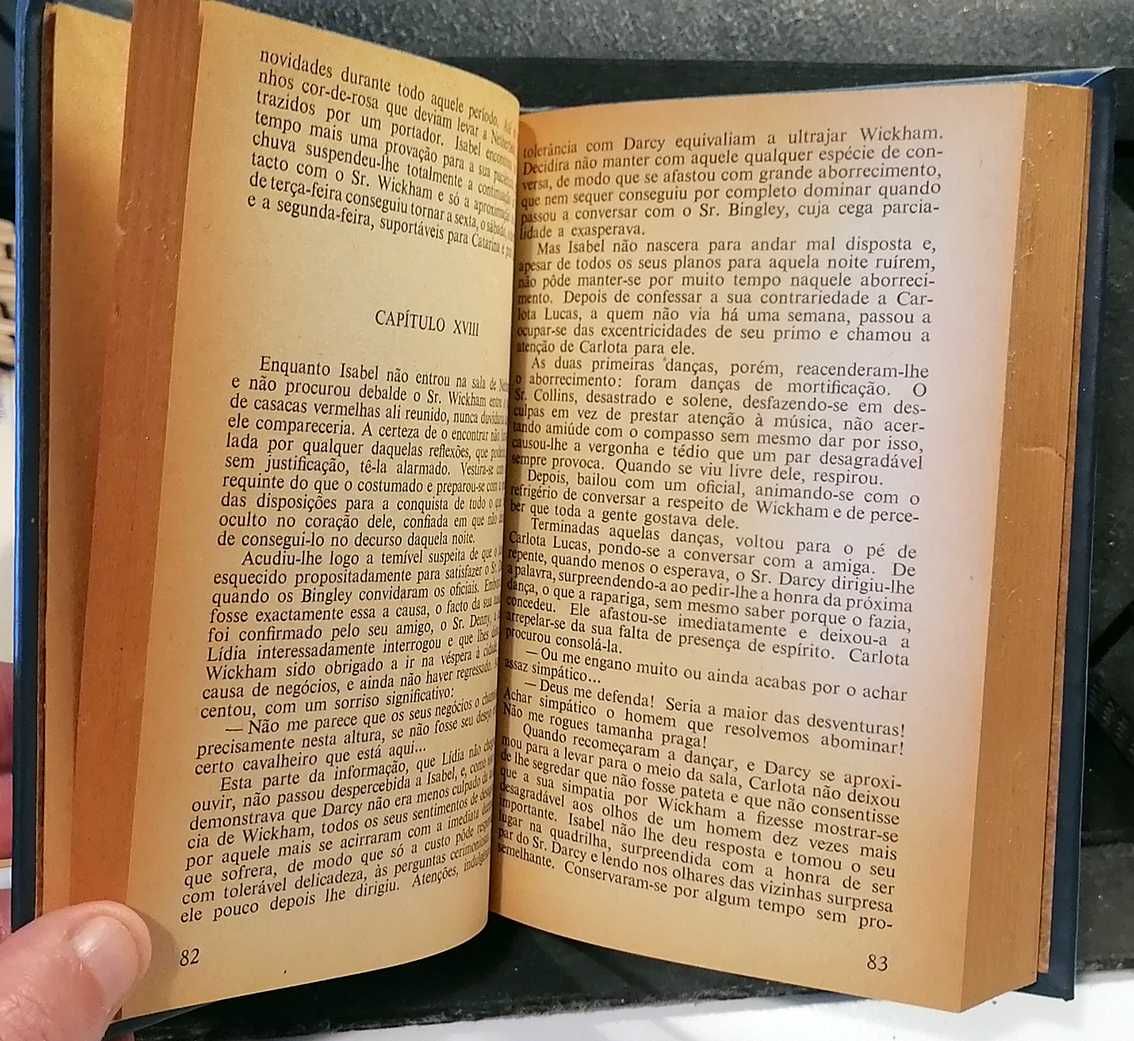 novidades durante todo aquele período. Até
nhos cor-de-rosa que deviam levar a
trazidos por um portador. Isabel
tempo mais uma provação para a sua
chuva suspendeu-lhe totalmente a
tacto com o Sr. Wickham e só a aproximação
de terça-feira conseguiu tornar a sexta, o sábado,
e a segunda-feira, suportáveis para Catarina e
CAPÍTULO XVIII
Enquanto Isabel não entrou na sala de
e não procurou debalde o Sr. Wickham entre
de casacas vermelhas ali reunido, nunca
ele compareceria. A certeza de o encontrar não
lada por qualquer daquelas reflexões, que
sem justificação, tê-la alarmado. Vestira-se com
requinte do que o costumado e preparou-se com a
das disposições para a conquista de tudo o que
oculto no coração dele, confiada em que não
de consegui-lo no decurso daquela noite.
Acudiu-lhe logo a temível suspeita de que o
esquecido propositadamente para satisfazer o Sr.
quando os Bingley convidaram os oficiais.
fosse exactamente essa a causa, o facto da sua
foi confirmado pelo seu amigo, o Sr. Denny, a
Lídia interessadamente interrogou e que lhes
Wickham sido obrigado a ir na véspera à cidade
causa de negócios, e ainda não haver regressado.
centou, com um sorriso significativo:
— Não me parece que os seus negócios o
precisamente nesta altura, se não fosse seu desejo
certo cavalheiro que está aqui...
Esta parte da informação, que Lídia não
ouvir, não passou despercebida a Isabel, e, como
demonstrava que Darcy não era menos culpado da
cia de Wickham, todos os seus sentimentos de
por aquele mais se acirraram com a imediata
que sofrera, de modo que só a custo pôde
com tolerável delicadeza, às perguntas
ele pouco depois lhe dirigiu. Atenções,
82
tolerância com Darcy equivaliam a ultrajar Wickham.
Decidira não manter com aquele qualquer espécie de con-
versa, de modo que se afastou com grande aborrecimento,
que nem sequer conseguiu por completo dominar quando
passou a conversar com o Sr. Bingley, cuja cega parcia-
lidade a exasperava.
Mas Isabel não nascera para andar mal disposta e,
apesar de todos os seus planos para aquela noite ruírem,
não pôde manter-se por muito tempo naquele aborreci-
mento. Depois de confessar a sua contrariedade a Car-
lota Lucas, a quem não via há uma semana, passou a
ocupar-se das excentricidades de seu primo e chamou a
atenção de Carlota para ele.
As duas primeiras danças, porém, reacenderam-lhe
o aborrecimento: foram danças de mortificação. O
Sr. Collins, desastrado e solene, desfazendo-se em des-
culpas em vez de prestar atenção à música, não acer-
tando amiúde com o compasso sem mesmo dar por isso,
causou-lhe a vergonha e tédio que um par desagradável
sempre provoca. Quando se viu livre dele, respirou.
Depois, bailou com um oficial, animando-se com o
refrigério de conversar a respeito de Wickham e de perce-
ber que toda a gente gostava dele.
Terminadas aquelas danças, voltou para o pé de
Carlota Lucas, pondo-se a conversar com a amiga. De
repente, quando menos o esperava, o Sr. Darcy dirigiu-lhe
a palavra, surpreendendo-a ao pedir-lhe a honra da próxima
dança, o que a rapariga, sem mesmo saber porque o fazia,
concedeu. Ele afastou-se imediatamente e deixou-a a
arrepelar-se da sua falta de presença de espírito. Carlota
procurou consolá-la.
— Ou me engano muito ou ainda acabas por o achar
assaz simpático...
— Deus me defenda! Seria a maior das desventuras!
Achar simpático o homem que resolvemos abominar!
Não me rogues tamanha praga!
Quando recomeçaram a dançar, e Darcy se aproxi-
mou para a levar para o meio da sala, Carlota não deixou
de lhe segredar que não fosse pateta e que não consentisse
que a sua simpatia por Wickham a fizesse mostrar-se
desagradável aos olhos de um homem dez vezes mais
importante. Isabel não lhe deu resposta e tomou o seu
lugar na quadrilha, surpreendida com a honra de ser
par do Sr. Darcy e lendo nos olhares das vizinhas surpresa
semelhante. Conservaram-se por algum tempo sem pro-
83